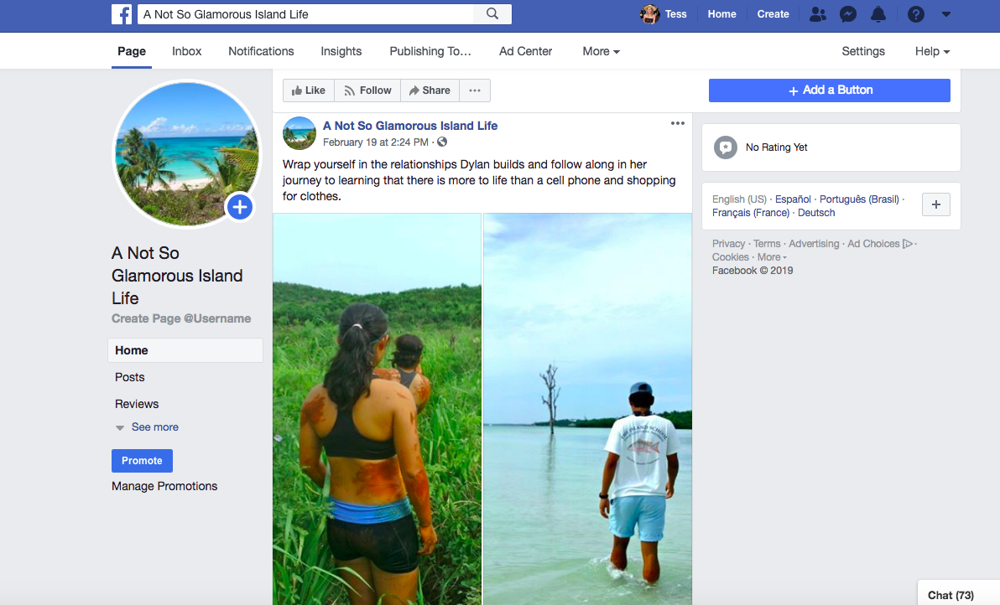 A Not So Glamorous Island Life
Tess Home Create
Page Inbox Notifications Insights Publishing To… Ad Center More Settings Help
Like Follow Share
+ Add a Button
A Not So Glamorous Island Life
February 19 at 2:24 PM ·
Wrap yourself in the relationships Dylan builds and follow along in her
journey to learning that there is more to life than a cell phone and shopping
for clothes.
A Not So
Glamorous Island
Life
Create Page @Username
Home
Posts
Reviews
See more
Promote
Manage Promotions
No Rating Yet
English (US) · Español · Português (Brasil) ·
Français (France) · Deutsch
Privacy · Terms · Advertising · Ad Choices ·
Cookies · More
Facebook © 2019
ISLAND SCHOOL
Chat (73)